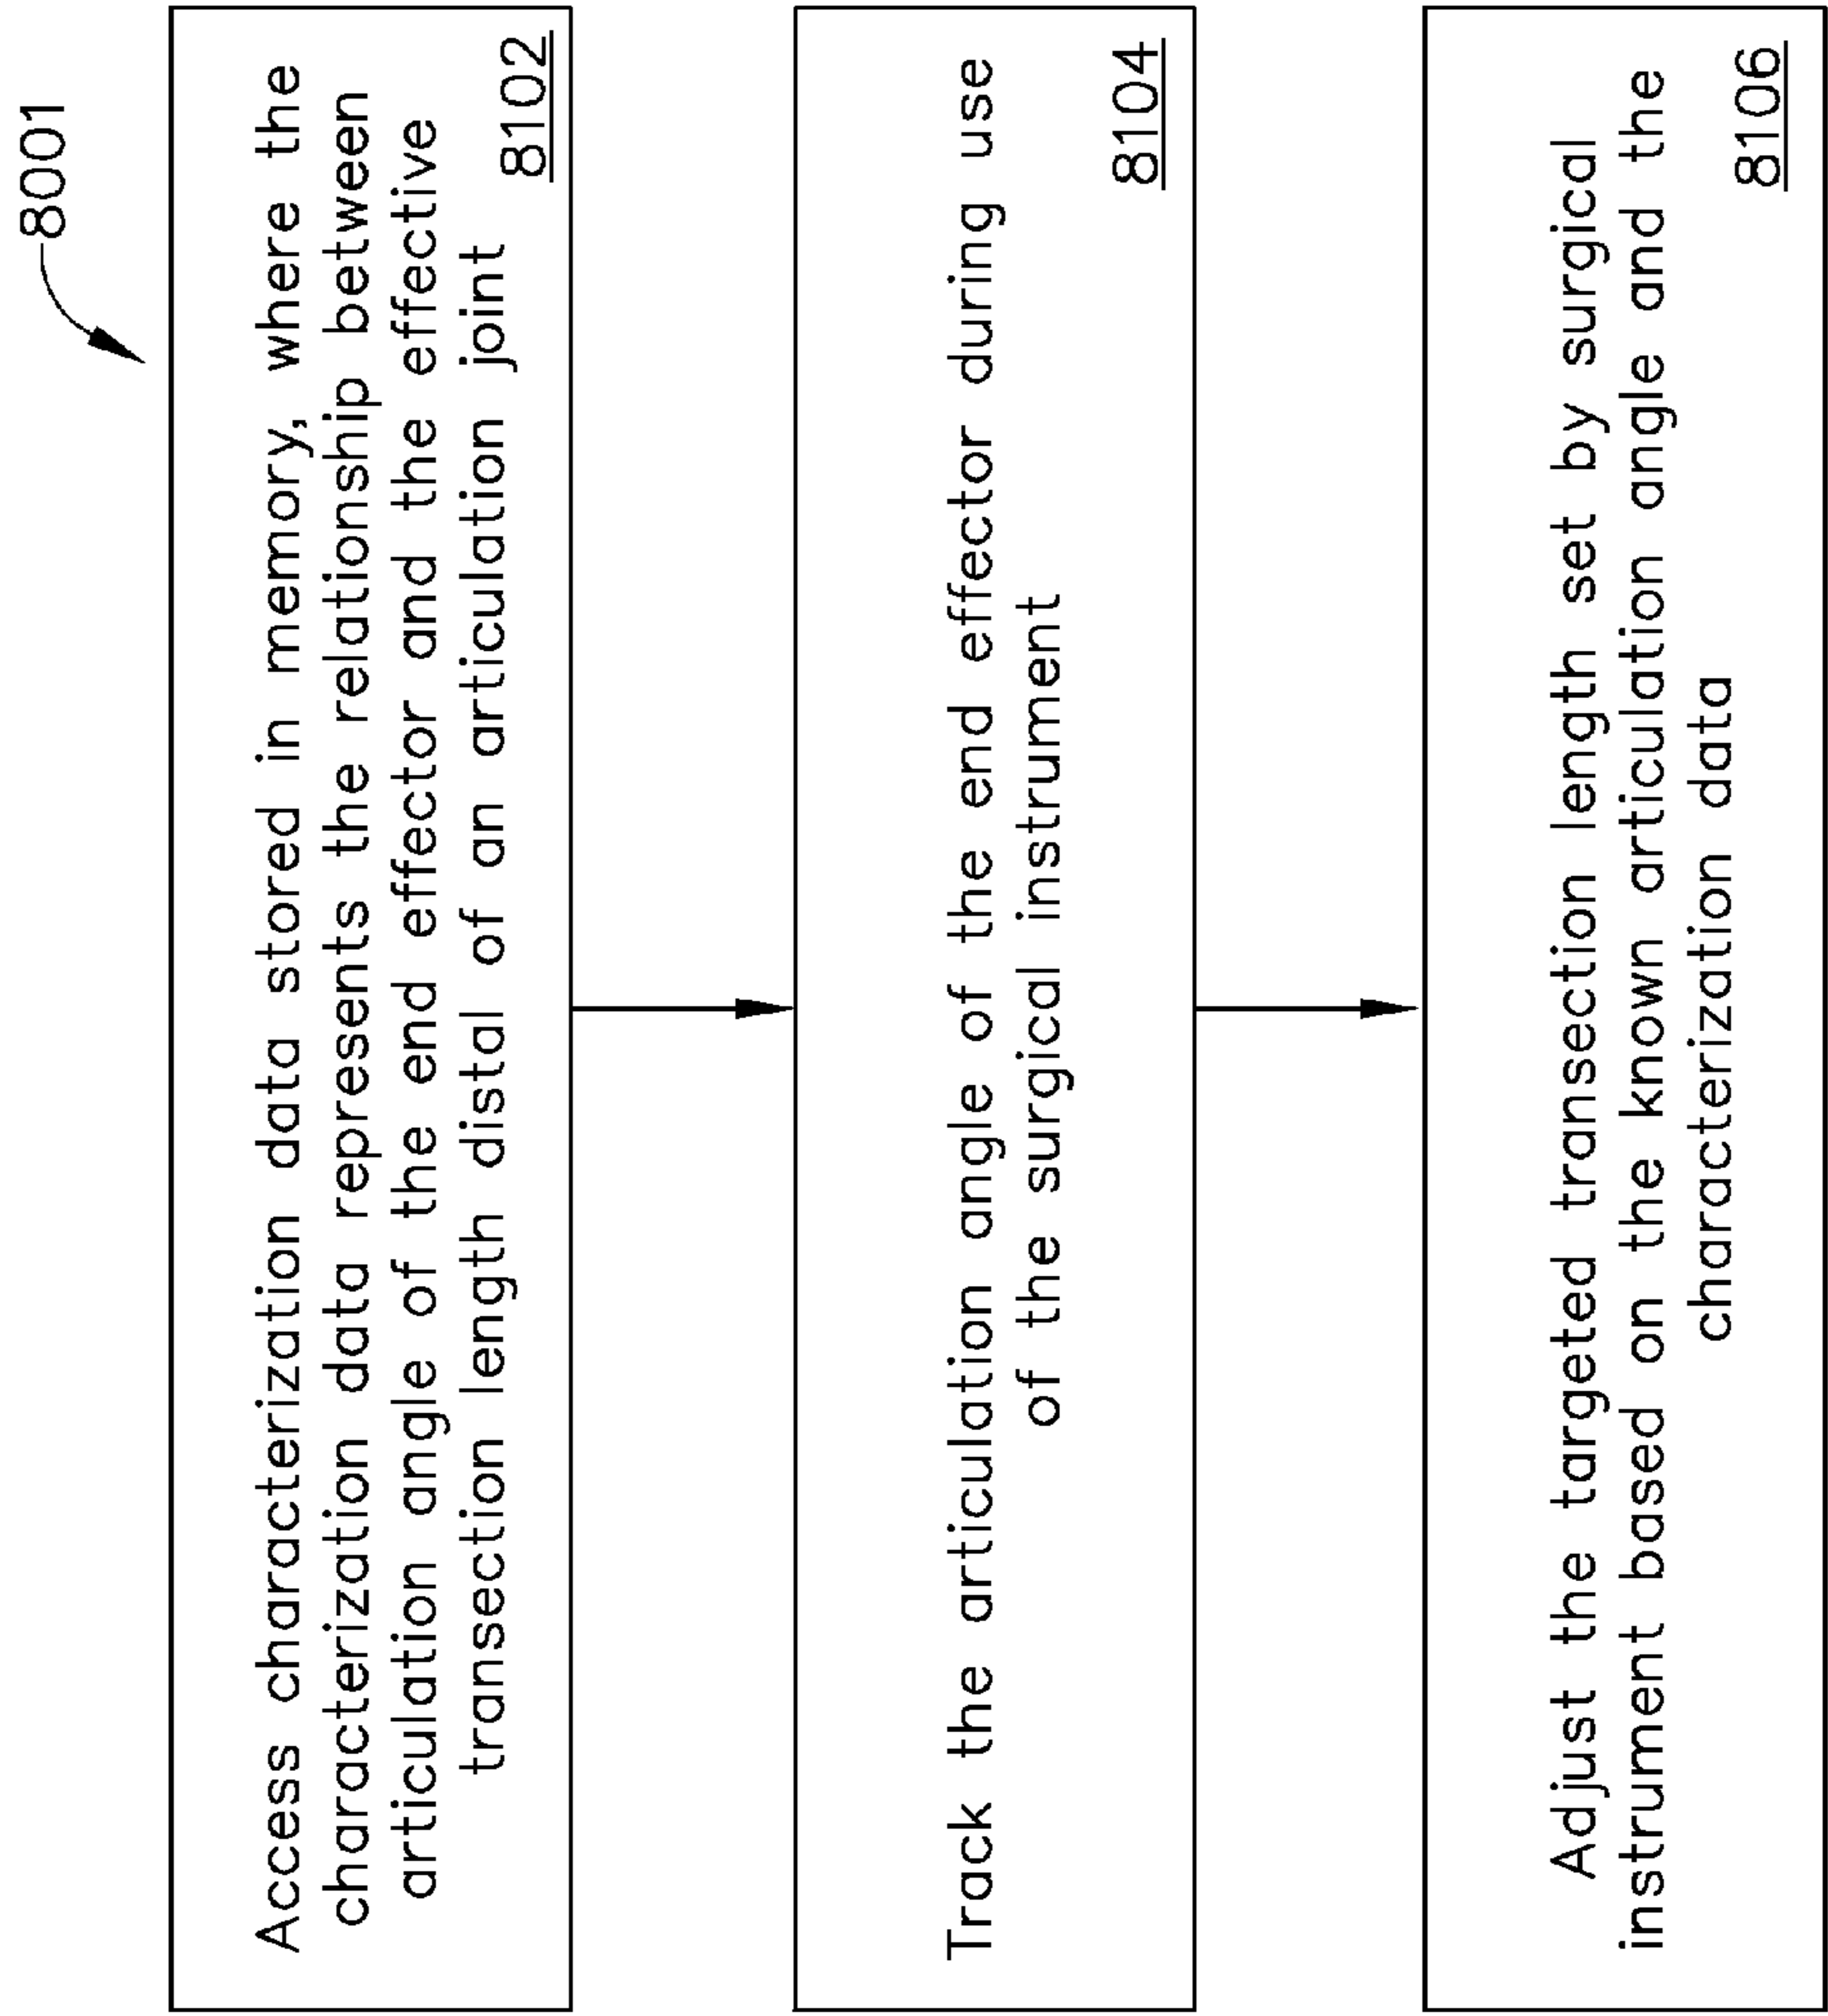 8001
Access characterization data stored in memory, where the
characterization data represents the relationship between
articulation angle of the end effector and the effective
transection length distal of an articulation joint
8102
Track the articulation angle of the end effector during use
of the surgical instrument
8104
Adjust the targeted transection length set by surgical
instrument based on the known articulation angle and the
characterization data
8106